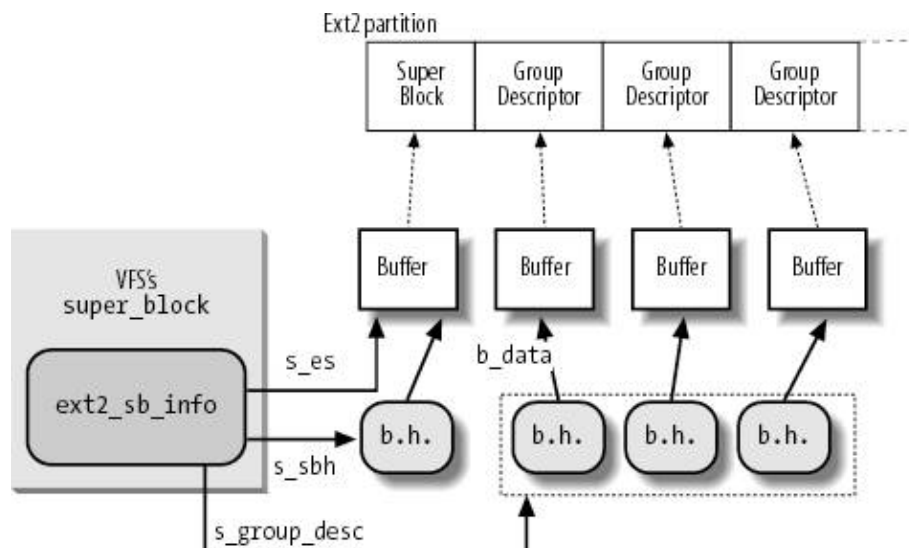 Ext2 partition
Super
Block
Group
Descriptor
Group
Descriptor
Group
Descriptor
Buffer
Buffer
Buffer
Buffer
VFS's
super_block
s_es
b_data
ext2_sb_info
b.h.
b.h.
b.h.
b.h.
s_sbh
s_group_desc